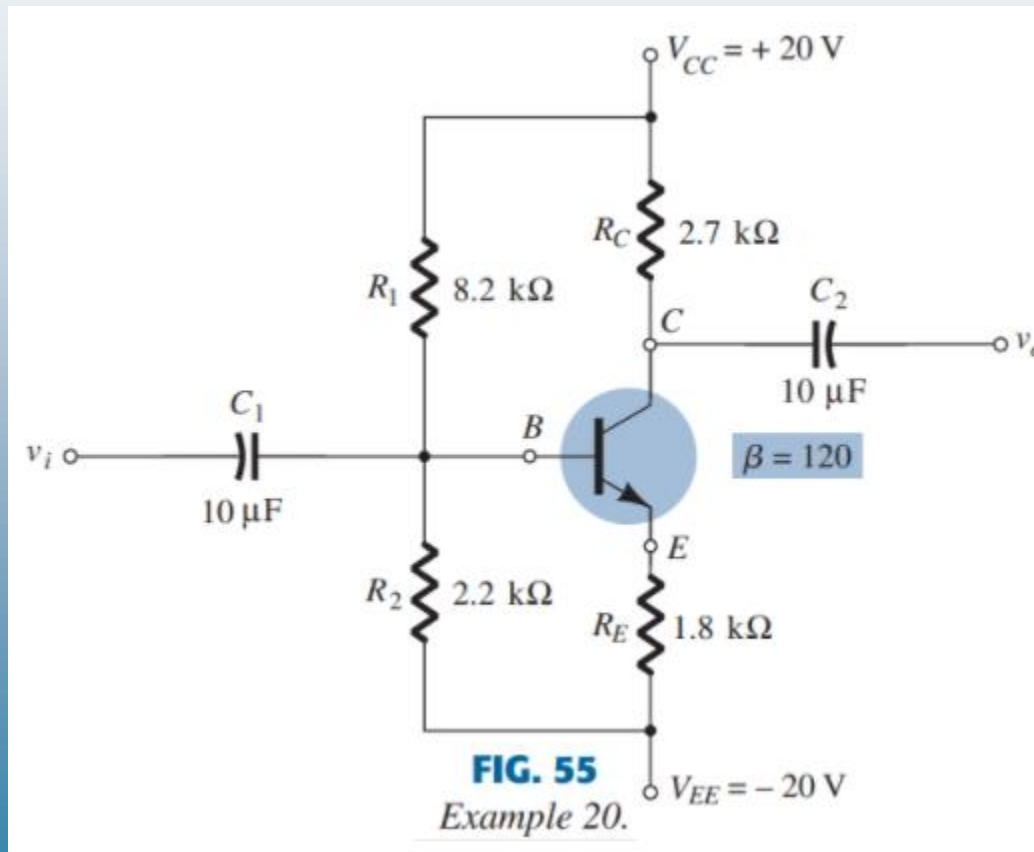 V_CC = + 20 V
R_C 2.7 kΩ
R_1 8.2 kΩ
C_2
C
10 µF
C_1
B
v_i
β = 120
10 µF
E
R_2 2.2 kΩ
R_E 1.8 kΩ
FIG. 55
V_EE = – 20 V
Example 20.